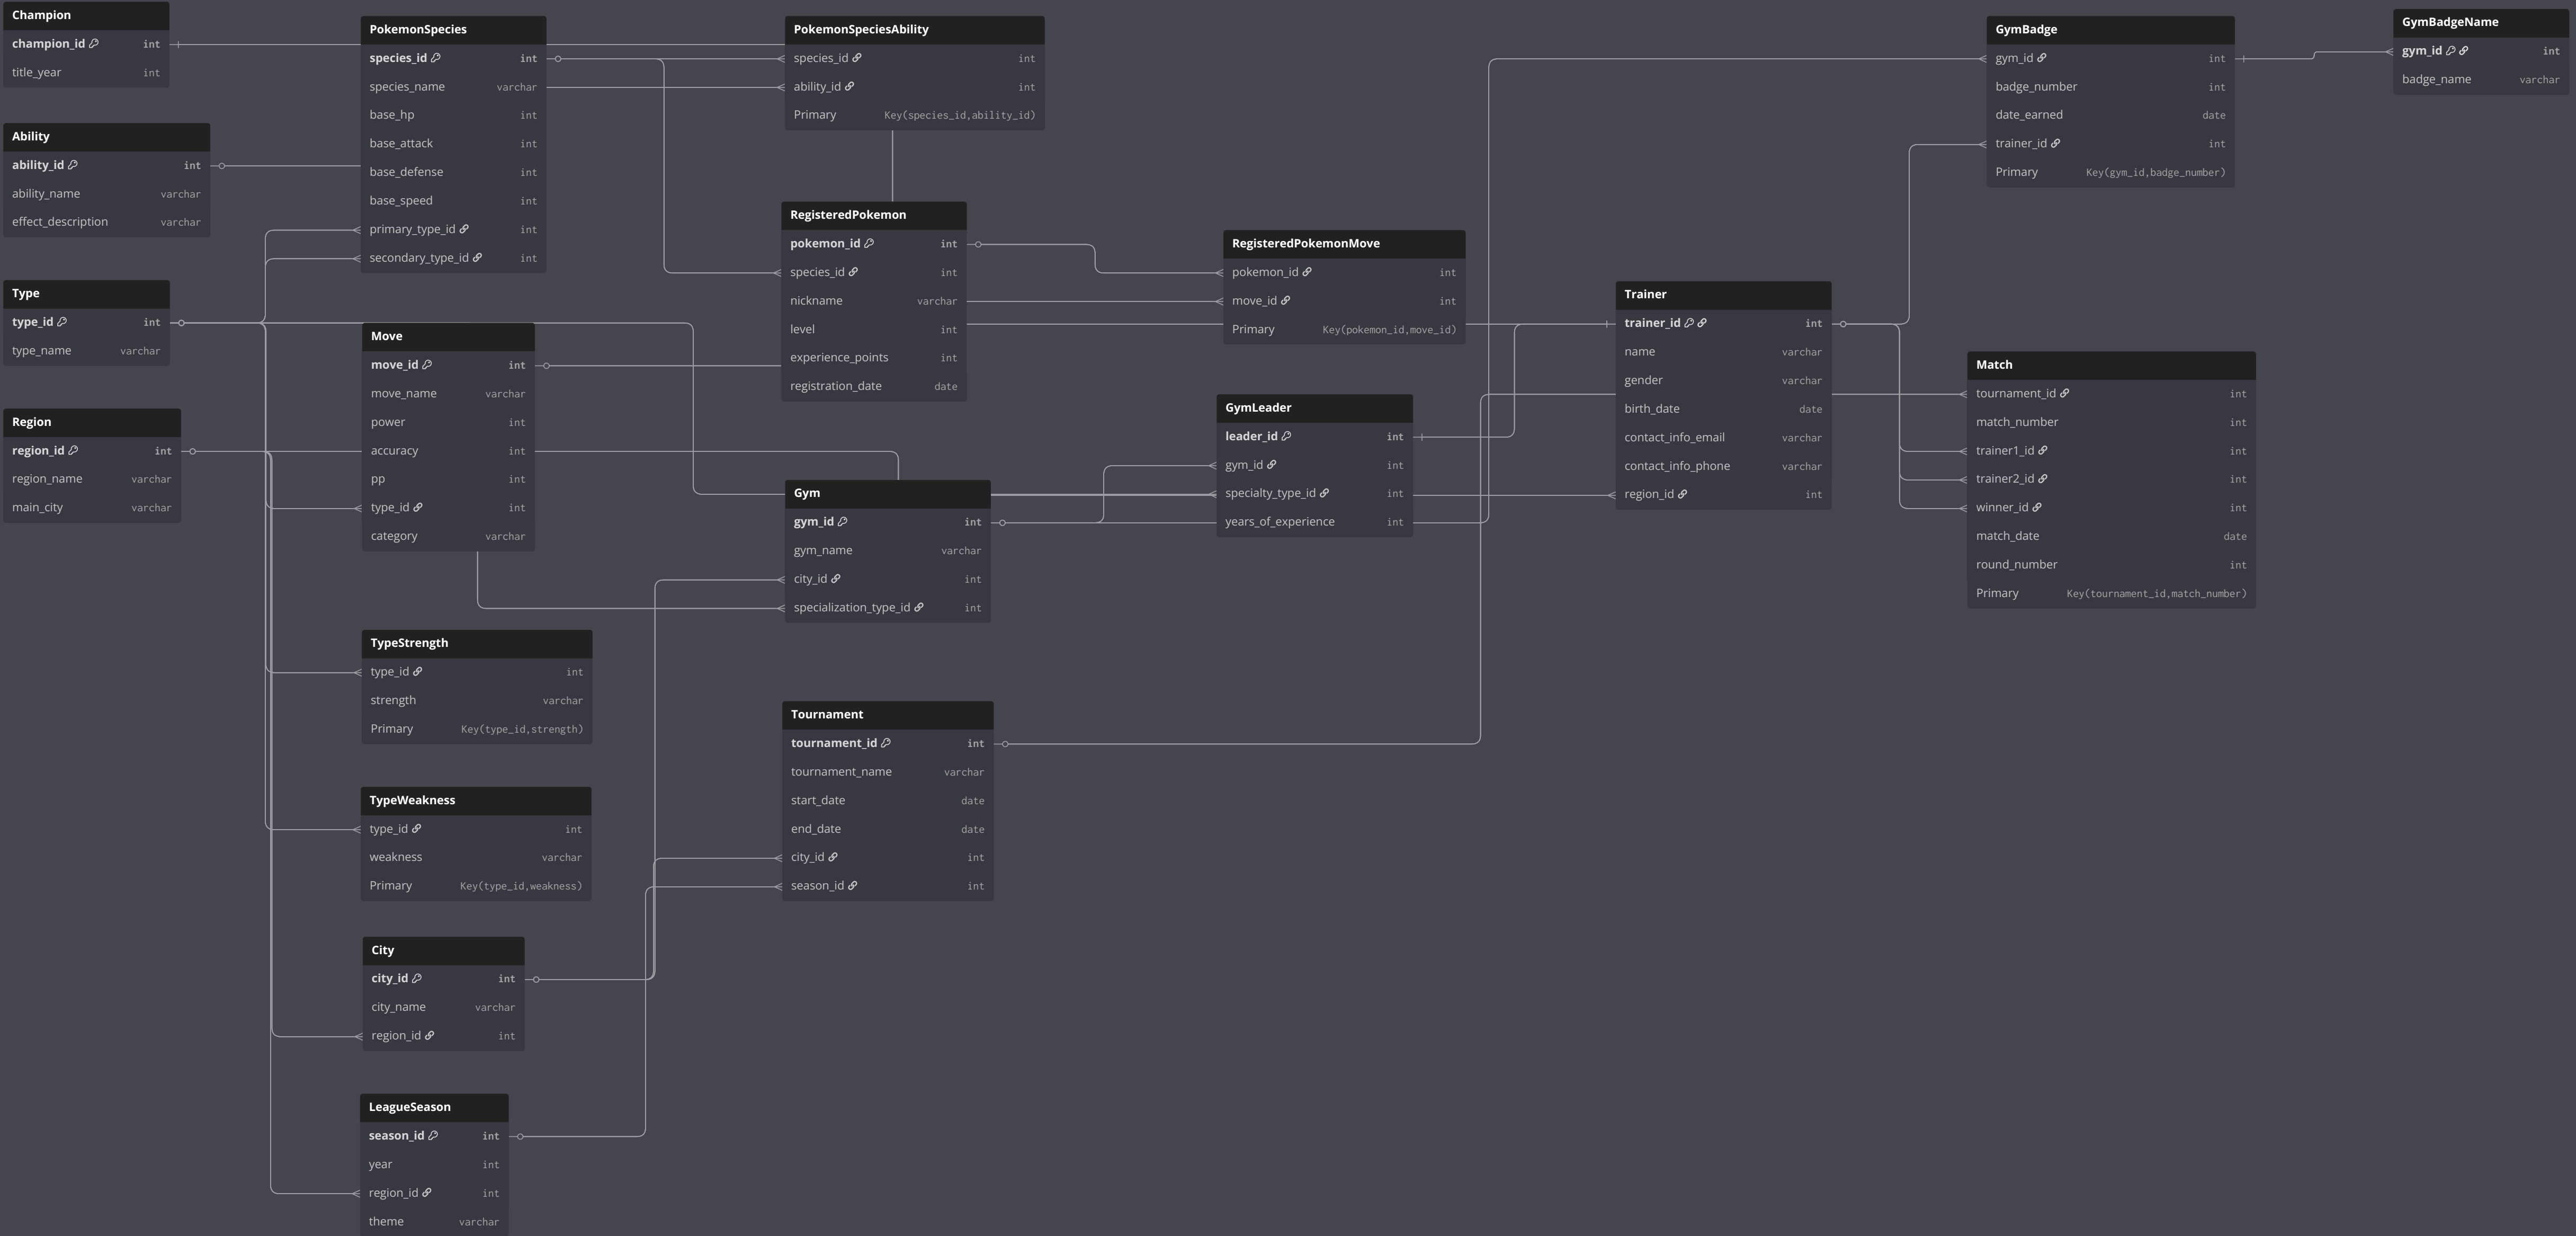 Champion
champion_id int
title_year int
Ability
ability_id int
ability_name varchar
effect_description varchar
Type
type_id int
type_name varchar
Region
region_id int
region_name varchar
main_city varchar
PokemonSpecies
species_id int
species_name varchar
base_hp int
base_attack int
base_defense int
base_speed int
primary_type_id int
secondary_type_id int
Move
move_id int
move_name varchar
power int
accuracy int
pp int
type_id int
category varchar
TypeStrength
type_id int
strength varchar
Primary Key(type_id,strength)
TypeWeakness
type_id int
weakness varchar
Primary Key(type_id,weakness)
City
city_id int
city_name varchar
region_id int
LeagueSeason
season_id int
year int
region_id int
theme varchar
PokemonSpeciesAbility
species_id int
ability_id int
Primary Key(species_id,ability_id)
RegisteredPokemon
pokemon_id int
species_id int
nickname varchar
level int
experience_points int
registration_date date
Gym
gym_id int
gym_name varchar
city_id int
specialization_type_id int
Tournament
tournament_id int
tournament_name varchar
start_date date
end_date date
city_id int
season_id int
RegisteredPokemonMove
pokemon_id int
move_id int
Primary Key(pokemon_id,move_id)
GymLeader
leader_id int
gym_id int
specialty_type_id int
years_of_experience int
Trainer
trainer_id int
name varchar
gender varchar
birth_date date
contact_info_email varchar
contact_info_phone varchar
region_id int
GymBadge
gym_id int
badge_number int
date_earned date
trainer_id int
Primary Key(gym_id,badge_number)
Match
tournament_id int
match_number int
trainer1_id int
trainer2_id int
winner_id int
match_date date
round_number int
Primary Key(tournament_id,match_number)
GymBadgeName
gym_id int
badge_name varchar